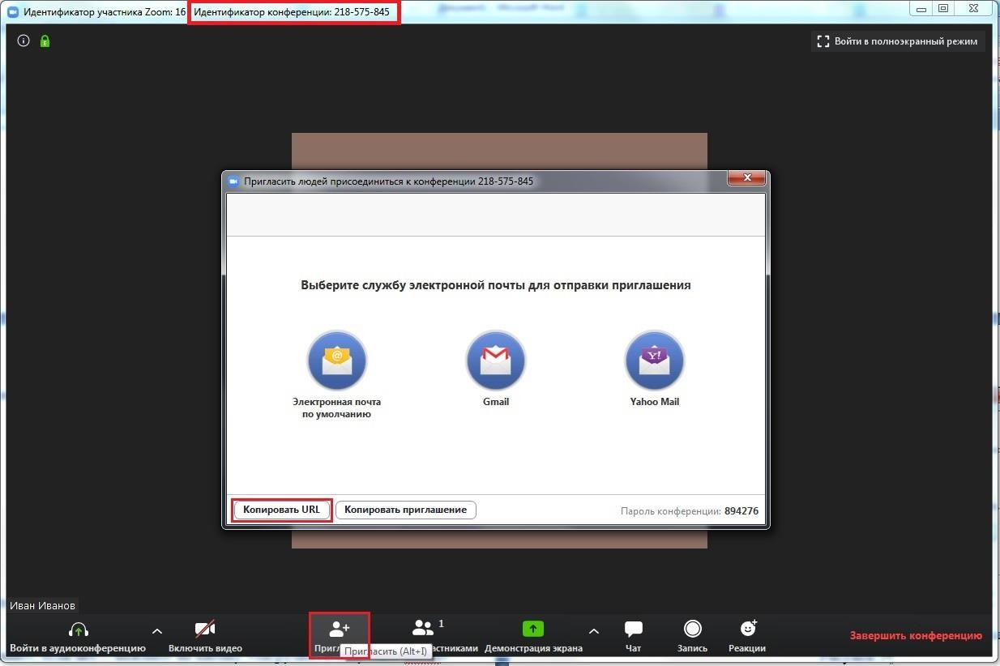 Идентификатор участника Zoom: 16 Идентификатор конференции: 218-575-845
Войти в полноэкранный режим
Пригласить людей присоединиться к конференции 218-575-845
Выберите службу электронной почты для отправки приглашения
Электронная почта
по умолчанию
Gmail
Yahoo Mail
Копировать URL
Копировать приглашение
Пароль конференции: 894276
Иван Иванов
1
Войти в аудиоконференцию
Включить видео
Пригл
Пригласить (Alt+I)
астниками
Демонстрация экрана
Чат
Запись
Реакции
Завершить конференцию